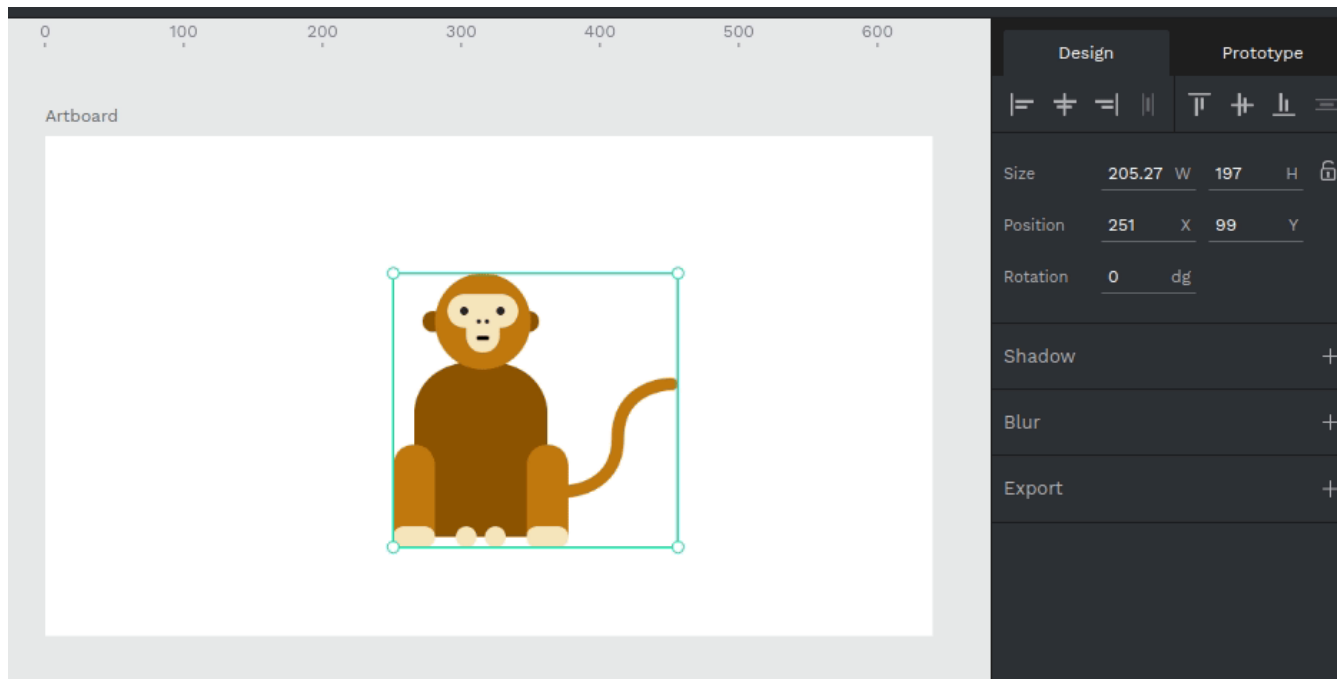 0 100 200 300 400 500 600
Design Prototype
Artboard
Size 205.27 W 197 H
Position 251 X 99 Y
Rotation 0 dg
Shadow +
Blur +
Export +